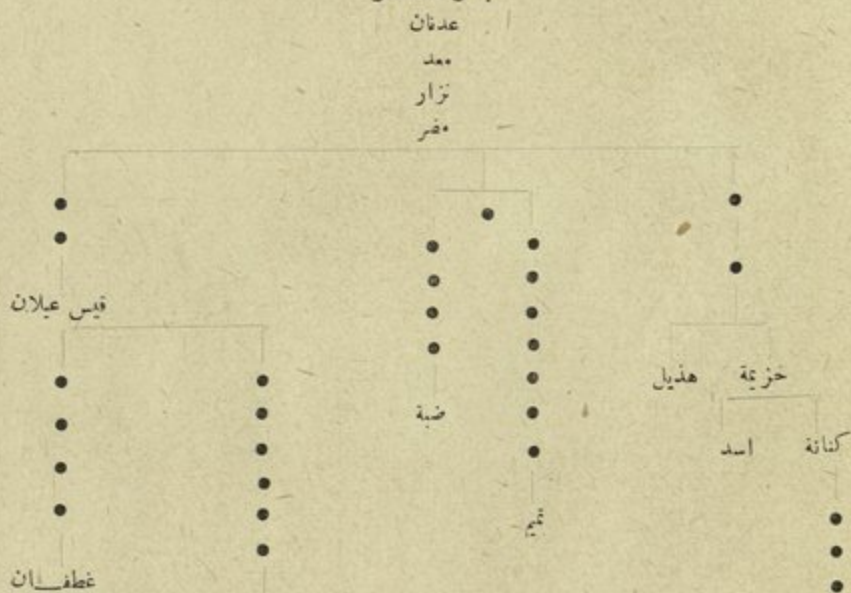 عدنان
معد
نزار
مضر
قيس عيلان
خزيمة
هذيل
ضبة
كنانة
اسد
تميم
غطفان